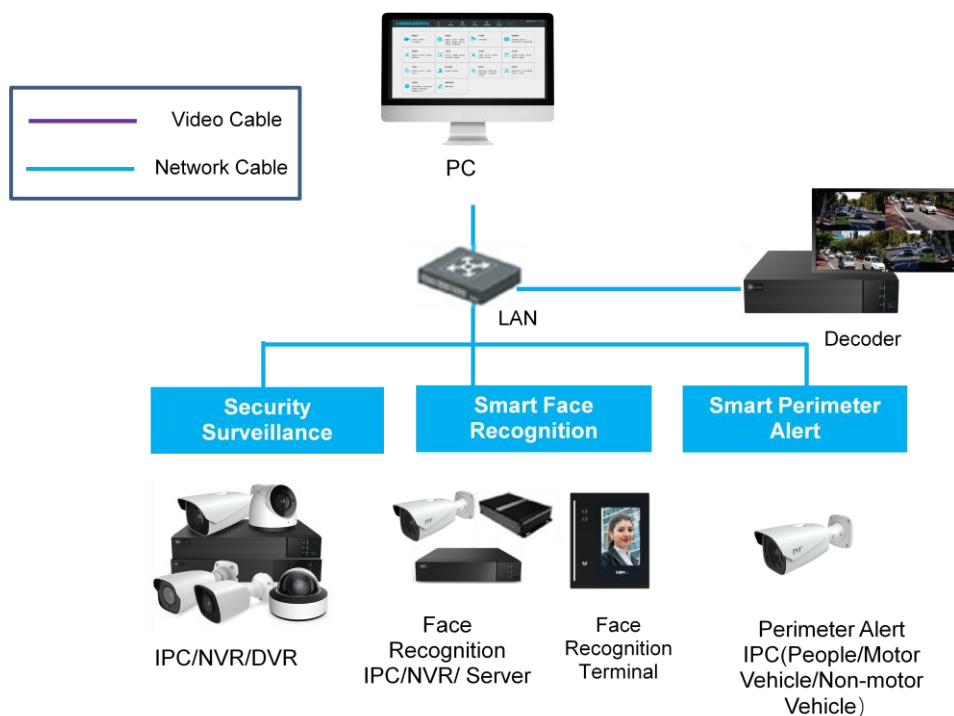 Video Cable
Network Cable
PC
LAN
Decoder
Security
Surveillance
Smart Face
Recognition
Smart Perimeter
Alert
TVT
IPC/NVR/DVR
Face
Recognition
IPC/NVR/ Server
Face
Recognition
Terminal
Perimeter Alert
IPC(People/Motor
Vehicle/Non-motor
Vehicle）